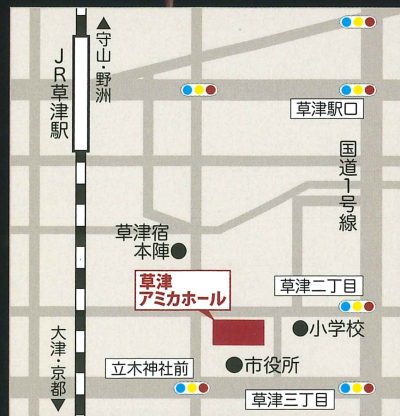 ▲守山・野洲
JR草津駅
草津駅口
国道1号線
草津宿
本陣●
草津
アミカホール
草津二丁目
●小学校
大津・京都▼
立木神社前
●市役所
草津三丁目